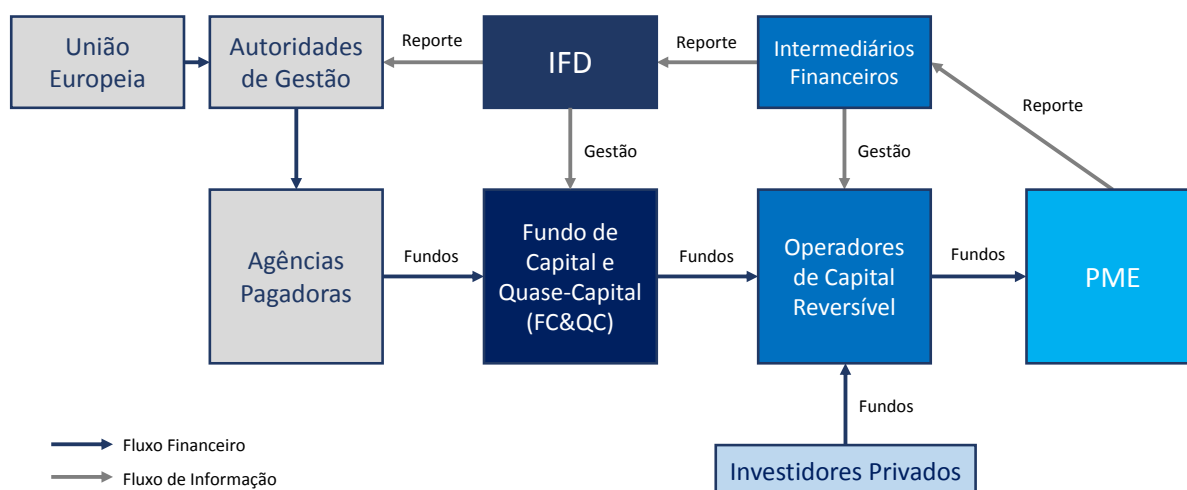 União
Europeia
Autoridades
de Gestão
Reporte
IFD
Reporte
Intermediários
Financeiros
Reporte
Gestão
Gestão
Agências
Pagadoras
Fundos
Fundo de
Capital e
Quase-Capital
(FC&QC)
Fundos
Operadores
de Capital
Reversível
Fundos
PME
Fundos
Investidores Privados
Fluxo Financeiro
Fluxo de Informação